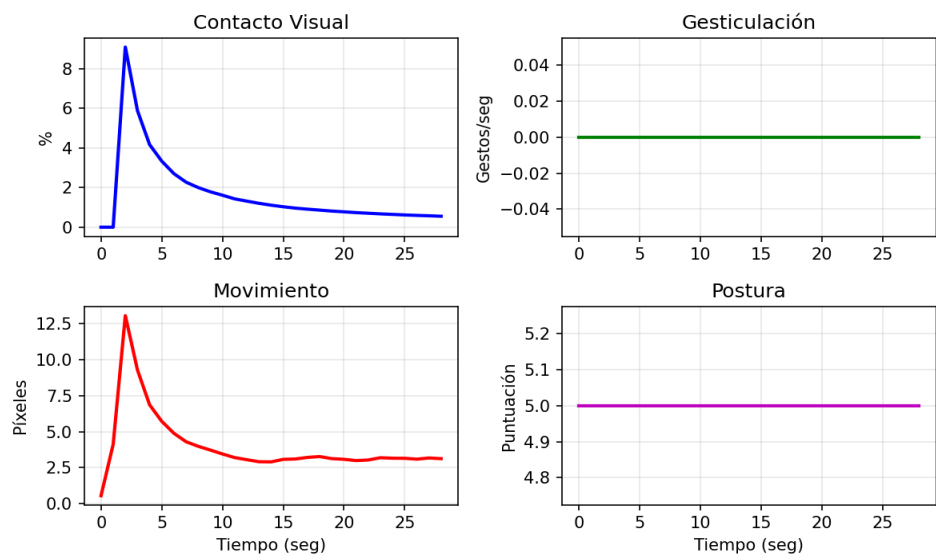 Contacto Visual
%
8
6
4
2
0
0 5 10 15 20 25
Gesticulación
Gestos/seg
0.04
0.02
0.00
−0.02
−0.04
0 5 10 15 20 25
Movimiento
Píxeles
12.5
10.0
7.5
5.0
2.5
0.0
0 5 10 15 20 25
Tiempo (seg)
Postura
Puntuación
5.2
5.1
5.0
4.9
4.8
0 5 10 15 20 25
Tiempo (seg)